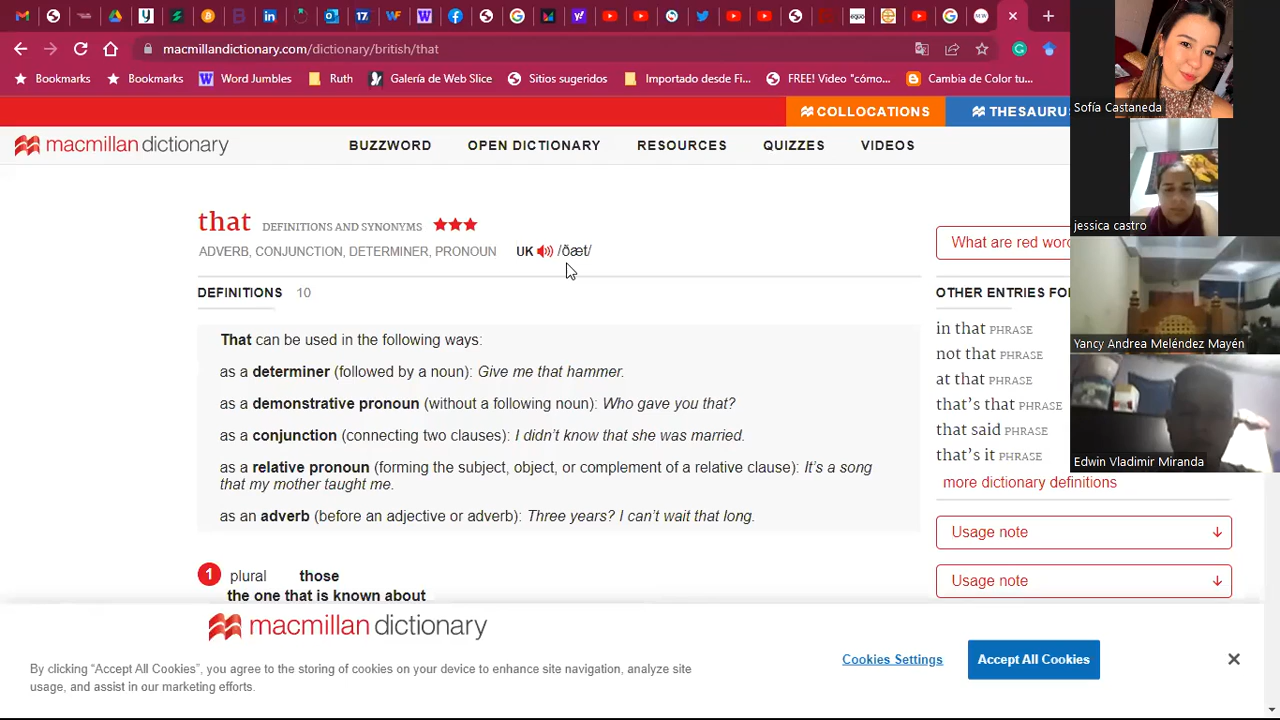 macmillandictionary.com/dictionary/british/that
Bookmarks Bookmarks Word Jumbles Ruth Galería de Web Slice Sitios sugeridos Importado desde Fi... FREE! Video "cómo... Cambia de Color tu...
COLLOCATIONS THESAURU
macmillan dictionary BUZZWORD OPEN DICTIONARY RESOURCES QUIZZES VIDEOS
that DEFINITIONS AND SYNONYMS
ADVERB, CONJUNCTION, DETERMINER, PRONOUN UK /ðæt/
DEFINITIONS 10
That can be used in the following ways:
as a determiner (followed by a noun): Give me that hammer.
as a demonstrative pronoun (without a following noun): Who gave you that?
as a conjunction (connecting two clauses): I didn't know that she was married.
as a relative pronoun (forming the subject, object, or complement of a relative clause): It's a song
that my mother taught me.
as an adverb (before an adjective or adverb): Three years? I can't wait that long.
1 plural those
the one that is known about
What are red wor
OTHER ENTRIES FO
in that PHRASE
not that PHRASE
at that PHRASE
that's that PHRASE
that said PHRASE
that's it PHRASE
more dictionary definitions
Usage note
Usage note
Sofía Castaneda
jessica castro
Yancy Andrea Meléndez Mayén
Edwin Vladimir Miranda
macmillan dictionary
By clicking "Accept All Cookies", you agree to the storing of cookies on your device to enhance site navigation, analyze site
usage, and assist in our marketing efforts.
Cookies Settings
Accept All Cookies